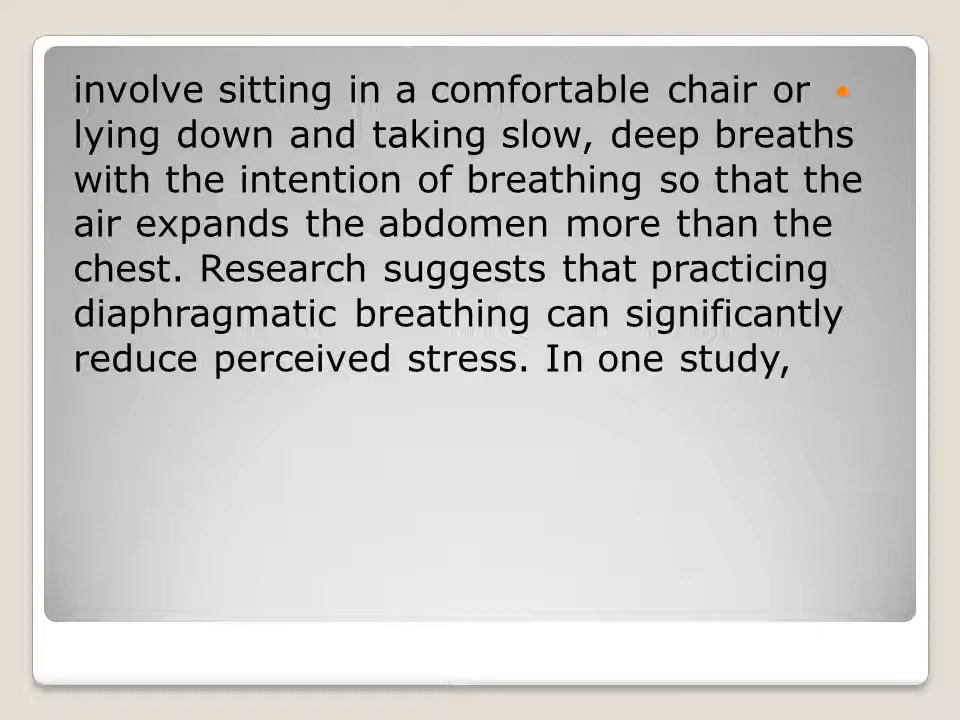 involve sitting in a comfortable chair or •
lying down and taking slow, deep breaths
with the intention of breathing so that the
air expands the abdomen more than the
chest. Research suggests that practicing
diaphragmatic breathing can significantly
reduce perceived stress. In one study,